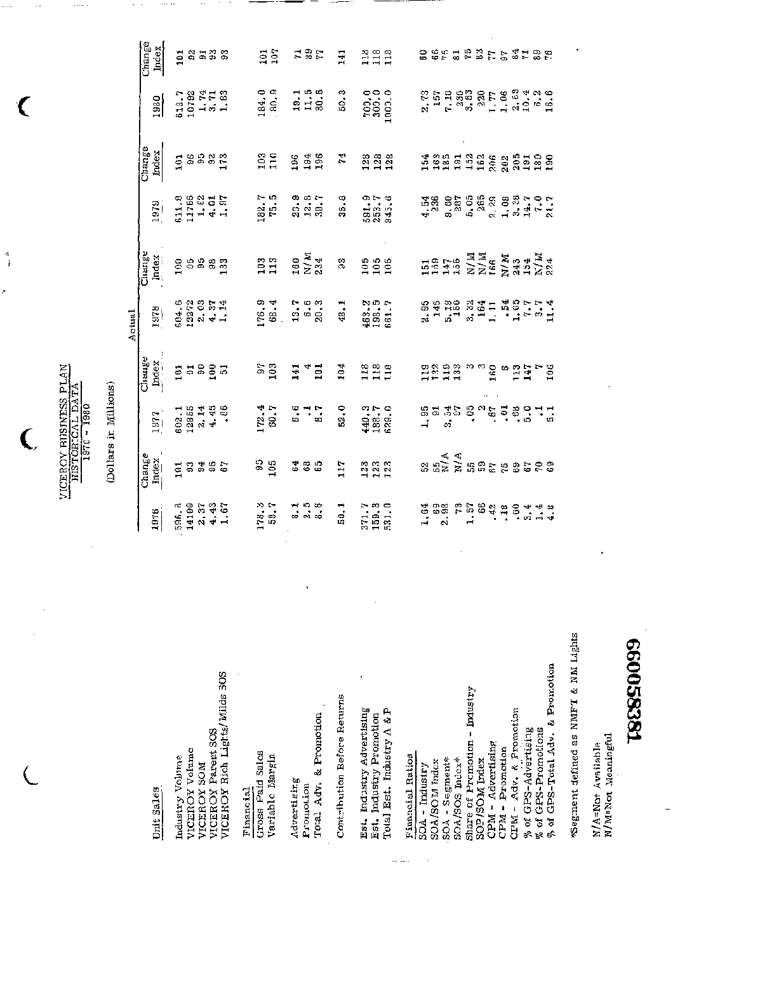 VICEROY BUSINESS PLAN
HISTORICAL DATA
1976 - 1980
(Dollars in Millions)
Actual
Unit Sales 1976 Change Index 1977 Change Index 1978 Change Index 1979 Change Index 1980 Change Index
Industry Volume 596.8 101 602.1 101 604.6 100 611.8 101 613.7 101
VICEROY Volume 14199 93 12865 91 12272 95 11765 96 10792 92
VICEROY SOM 2.37 94 2.14 90 2.03 95 1.92 95 1.74 91
VICEROY Parent SOS 4.43 96 4.45 100 4.37 98 4.01 92 3.71 93
VICEROY Rich Lights/Milds SOS 1.67 67 .86 51 1.14 133 1.97 173 1.83 93
Financial
Gross Paid Sales 178.3 95 172.4 97 176.9 103 182.7 103 184.0 101
Variable Margin 58.7 105 60.7 103 68.4 113 75.5 110 80.9 107
Advertising 6.1 64 8.6 141 13.7 160 26.9 196 19.1 71
Promotion 2.5 68 .1 4 6.6 N/M 12.8 194 11.5 89
Total Adv. & Promotion 8.6 65 8.7 101 20.3 234 39.7 196 30.6 77
Contribution Before Returns 50.1 117 52.0 104 48.1 93 35.8 74 50.3 141
Est. Industry Advertising 371.7 123 440.3 118 463.2 105 591.9 128 700.0 118
Est. Industry Promotion 159.3 123 188.7 118 198.5 105 253.7 128 300.0 118
Total Est. Industry A & P 531.0 123 629.0 118 661.7 105 845.6 128 1000.0 118
Financial Ratios
SOA - Industry 1.64 52 1.95 119 2.95 151 4.54 154 2.73 60
SOA/SOM Index 69 55 91 132 145 159 236 163 157 66
SOA - Segment* 2.98 N/A 3.54 119 5.19 147 9.60 185 7.18 75
SOA/SOS Index* 73 N/A 97 133 150 155 287 191 235 81
Share of Promotion - Industry 1.57 55 .05 3 3.32 N/M 5.05 152 3.83 75
SOP/SOM Index 66 59 2 3 164 N/M 265 162 220 83
CPM - Advertising .42 67 .67 160 1.11 166 2.29 206 1.77 77
CPM - Promotion .18 75 .01 6 .54 N/M 1.09 202 1.06 97
CPM - Adv. & Promotion .60 69 .68 113 1.65 243 3.38 205 2.83 84
% of GPS-Advertising 3.4 67 5.0 147 7.7 154 14.7 191 10.4 71
% of GPS-Promotions 1.4 70 .1 7 3.7 N/M 7.0 189 6.2 89
% of GPS-Total Adv. & Promotion 4.8 69 5.1 106 11.4 224 21.7 190 16.6 76
*Segment defined as NMFT & NM Lights
N/A=Not Available
N/M=Not Meaningful
660058381